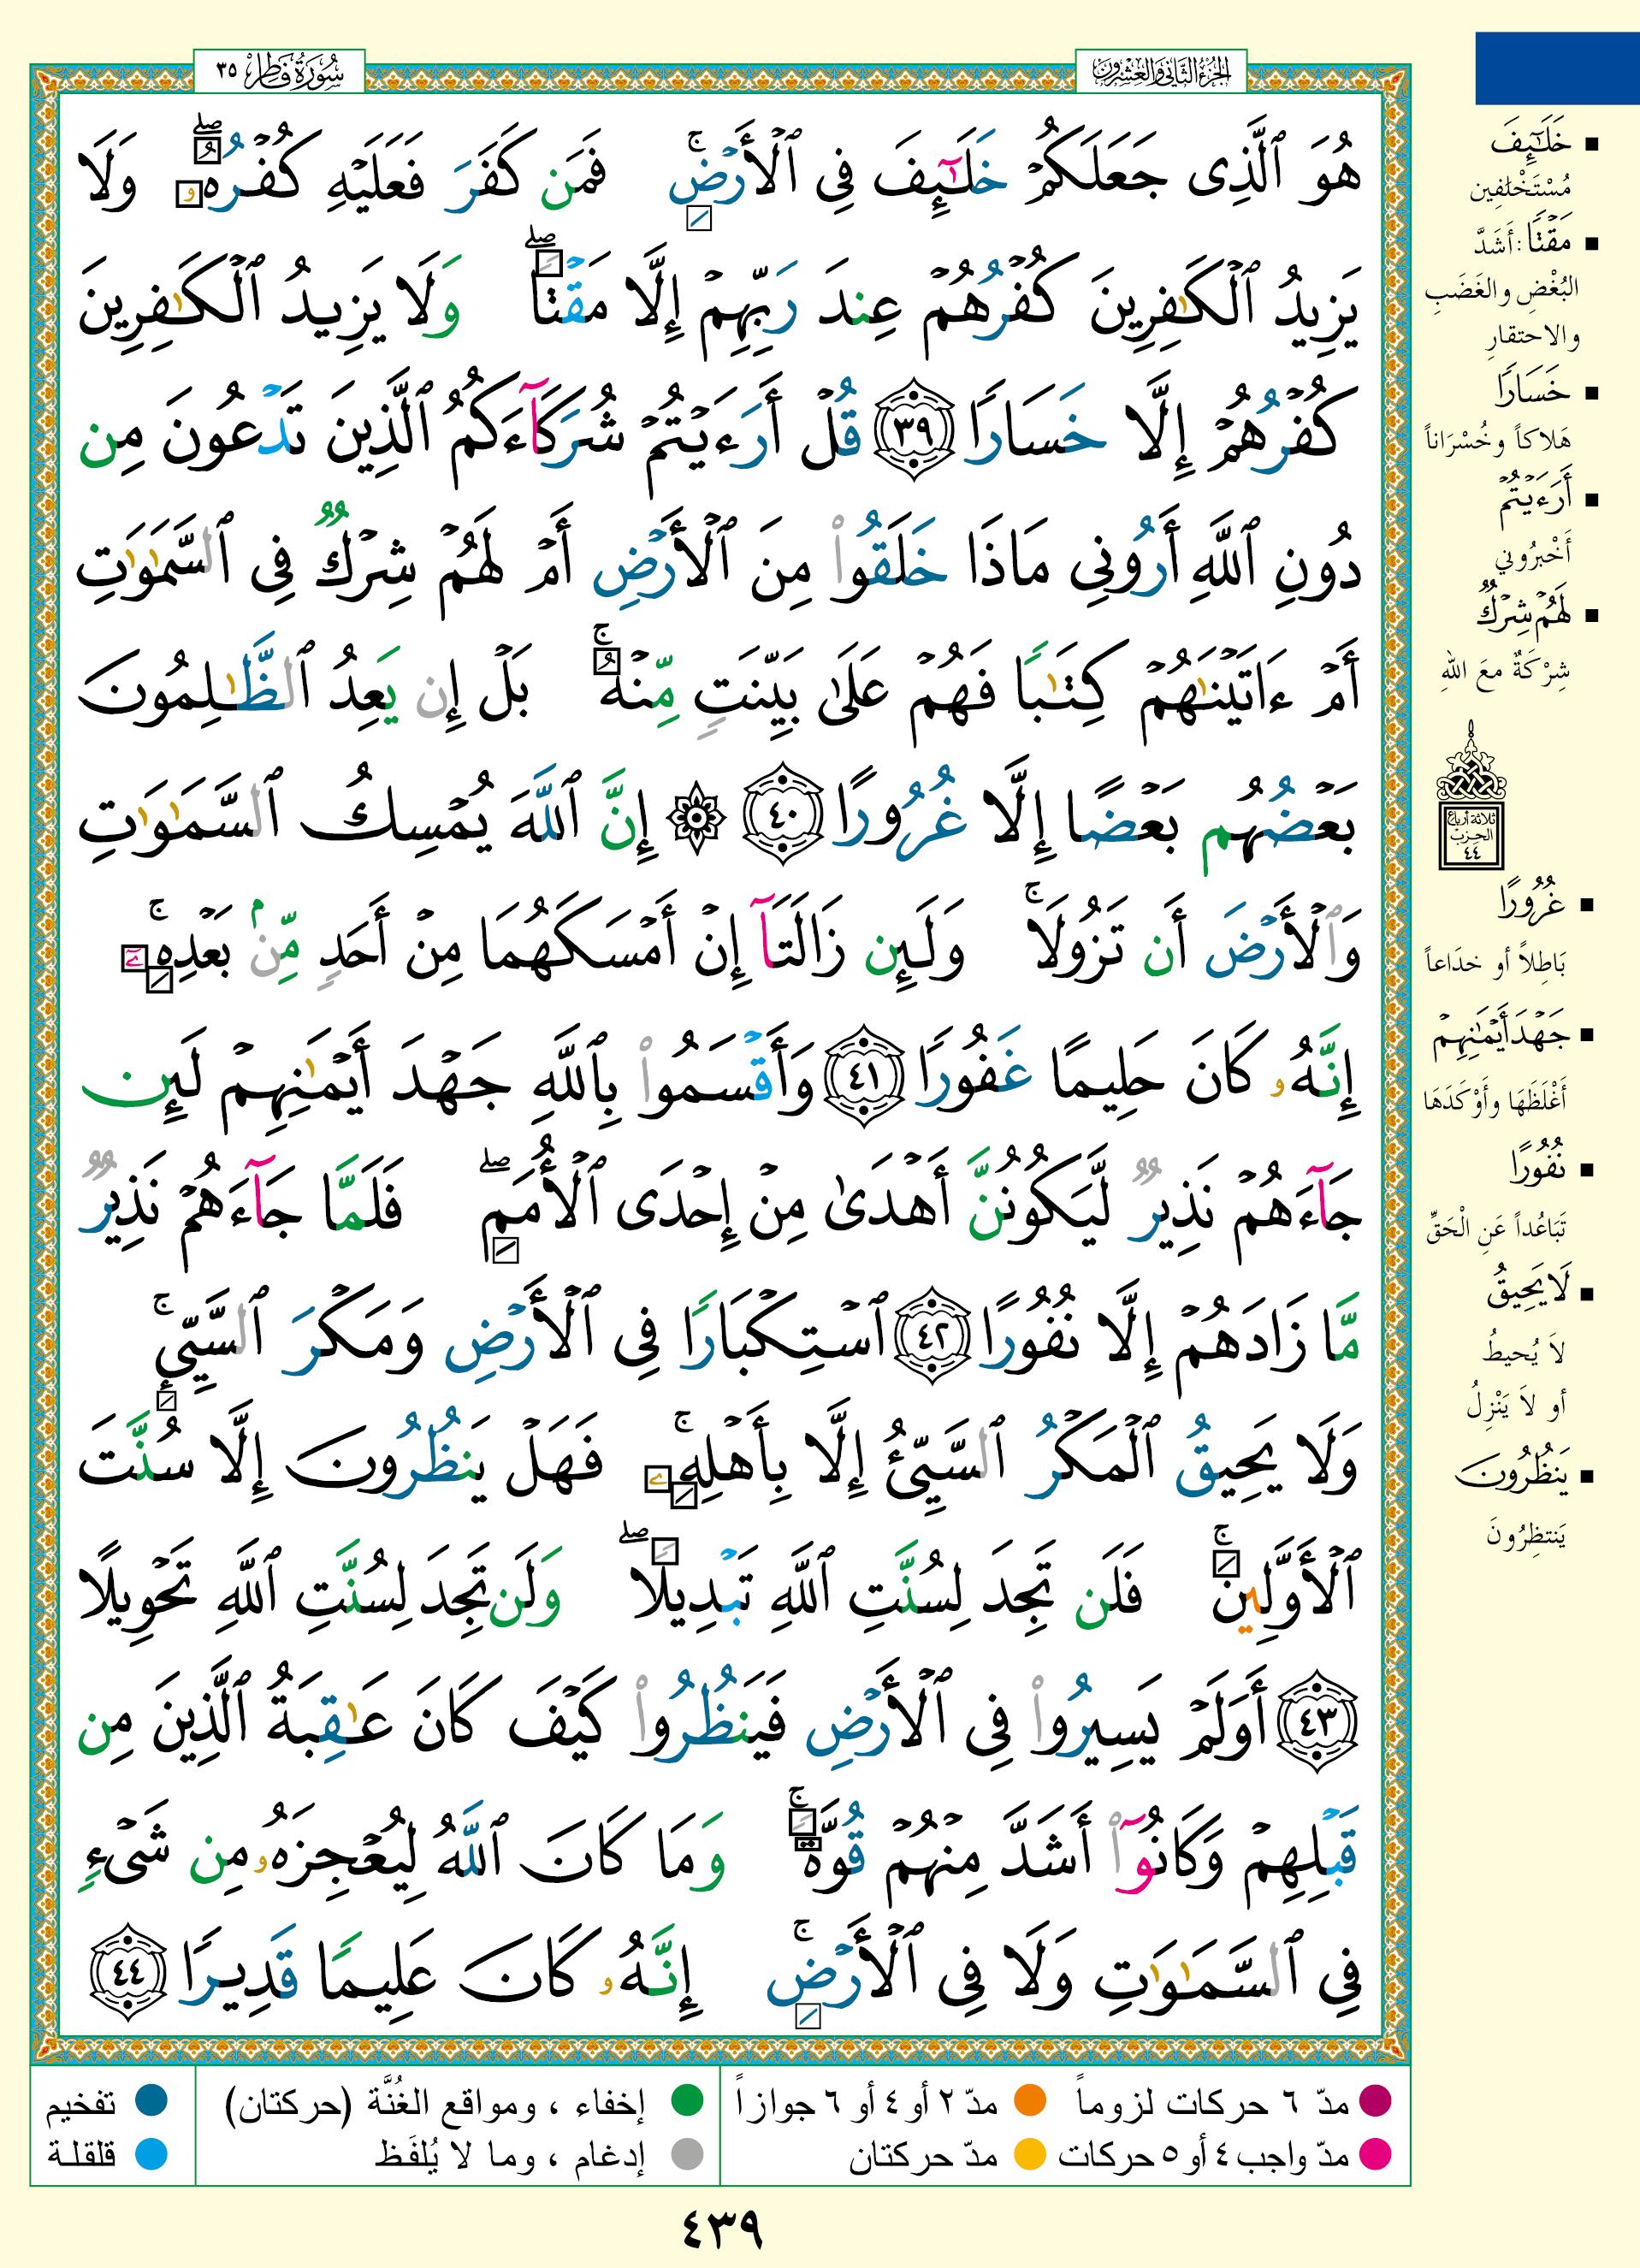 الجزء الثاني والعشرون
سورة فاطر ٣٥
هُوَ ٱلَّذِى جَعَلَكُمْ خَلَـٰٓئِفَ فِى ٱلْأَرْضِ ۚ فَمَن كَفَرَ فَعَلَيْهِ كُفْرُهُۥ ۖ وَلَا
يَزِيدُ ٱلْكَـٰفِرِينَ كُفْرُهُمْ عِندَ رَبِّهِمْ إِلَّا مَقْتًا ۖ وَلَا يَزِيدُ ٱلْكَـٰفِرِينَ
كُفْرُهُمْ إِلَّا خَسَارًا ٣٩ قُلْ أَرَءَيْتُمْ شُرَكَآءَكُمُ ٱلَّذِينَ تَدْعُونَ مِن
دُونِ ٱللَّهِ أَرُونِى مَاذَا خَلَقُوا۟ مِنَ ٱلْأَرْضِ أَمْ لَهُمْ شِرْكٌ فِى ٱلسَّمَـٰوَٰتِ
أَمْ ءَاتَيْنَـٰهُمْ كِتَـٰبًا فَهُمْ عَلَىٰ بَيِّنَتٍ مِّنْهُ ۚ بَلْ إِن يَعِدُ ٱلظَّـٰلِمُونَ
بَعْضُهُم بَعْضًا إِلَّا غُرُورًا ٤٠ ۞ إِنَّ ٱللَّهَ يُمْسِكُ ٱلسَّمَـٰوَٰتِ
وَٱلْأَرْضَ أَن تَزُولَا ۚ وَلَئِن زَالَتَآ إِنْ أَمْسَكَهُمَا مِنْ أَحَدٍ مِّنۢ بَعْدِهِۦٓ ۚ
إِنَّهُۥ كَانَ حَلِيمًا غَفُورًا ٤١ وَأَقْسَمُوا۟ بِٱللَّهِ جَهْدَ أَيْمَـٰنِهِمْ لَئِن
جَآءَهُمْ نَذِيرٌ لَّيَكُونُنَّ أَهْدَىٰ مِنْ إِحْدَى ٱلْأُمَمِ ۖ فَلَمَّا جَآءَهُمْ نَذِيرٌ
مَّا زَادَهُمْ إِلَّا نُفُورًا ٤٢ ٱسْتِكْبَارًا فِى ٱلْأَرْضِ وَمَكْرَ ٱلسَّيِّئِ ۚ
وَلَا يَحِيقُ ٱلْمَكْرُ ٱلسَّيِّئُ إِلَّا بِأَهْلِهِۦ ۚ فَهَلْ يَنظُرُونَ إِلَّا سُنَّتَ
ٱلْأَوَّلِينَ ۚ فَلَن تَجِدَ لِسُنَّتِ ٱللَّهِ تَبْدِيلًا ۖ وَلَن تَجِدَ لِسُنَّتِ ٱللَّهِ تَحْوِيلًا
٤٣ أَوَلَمْ يَسِيرُوا۟ فِى ٱلْأَرْضِ فَيَنظُرُوا۟ كَيْفَ كَانَ عَـٰقِبَةُ ٱلَّذِينَ مِن
قَبْلِهِمْ وَكَانُوٓا۟ أَشَدَّ مِنْهُمْ قُوَّةً ۚ وَمَا كَانَ ٱللَّهُ لِيُعْجِزَهُۥ مِن شَىْءٍ
فِى ٱلسَّمَـٰوَٰتِ وَلَا فِى ٱلْأَرْضِ ۚ إِنَّهُۥ كَانَ عَلِيمًا قَدِيرًا ٤٤
خَلَـٰٓئِفَ
مُسْتَخْلَفِين
مَقْتًا: أَشَدَّ
البُغْضِ والغَضَبِ
والاحتقارِ
خَسَارًا
هَلاكاً وخُسْرَاناً
أَرَءَيْتُمْ
أَخْبرُوني
لَهُمْ شِرْكٌ
شِرْكَةٌ معَ اللهِ
ثلاثة أرباع
الحزب
٤٤
غُرُورًا
بَاطِلاً أو خدَاعاً
جَهْدَ أَيْمَـٰنِهِمْ
أَغْلَظَهَا وأَوْكَدَهَا
نُفُورًا
تَبَاعُداً عَنِ الْحَقِّ
لَا يَحِيقُ
لاَ يُحيطُ
أو لاَ يَنْزِلُ
يَنظُرُونَ
يَنتظِرُونَ
مدّ ٦ حركات لزوماً
مدّ ٢ أو ٤ أو ٦ جوازاً
إخفاء ، ومواقع الغُنَّة (حركتان)
تفخيم
مدّ واجب ٤ أو ٥ حركات
مدّ حركتان
إدغام ، وما لا يُلفَظ
قلقلة
٤٣٩